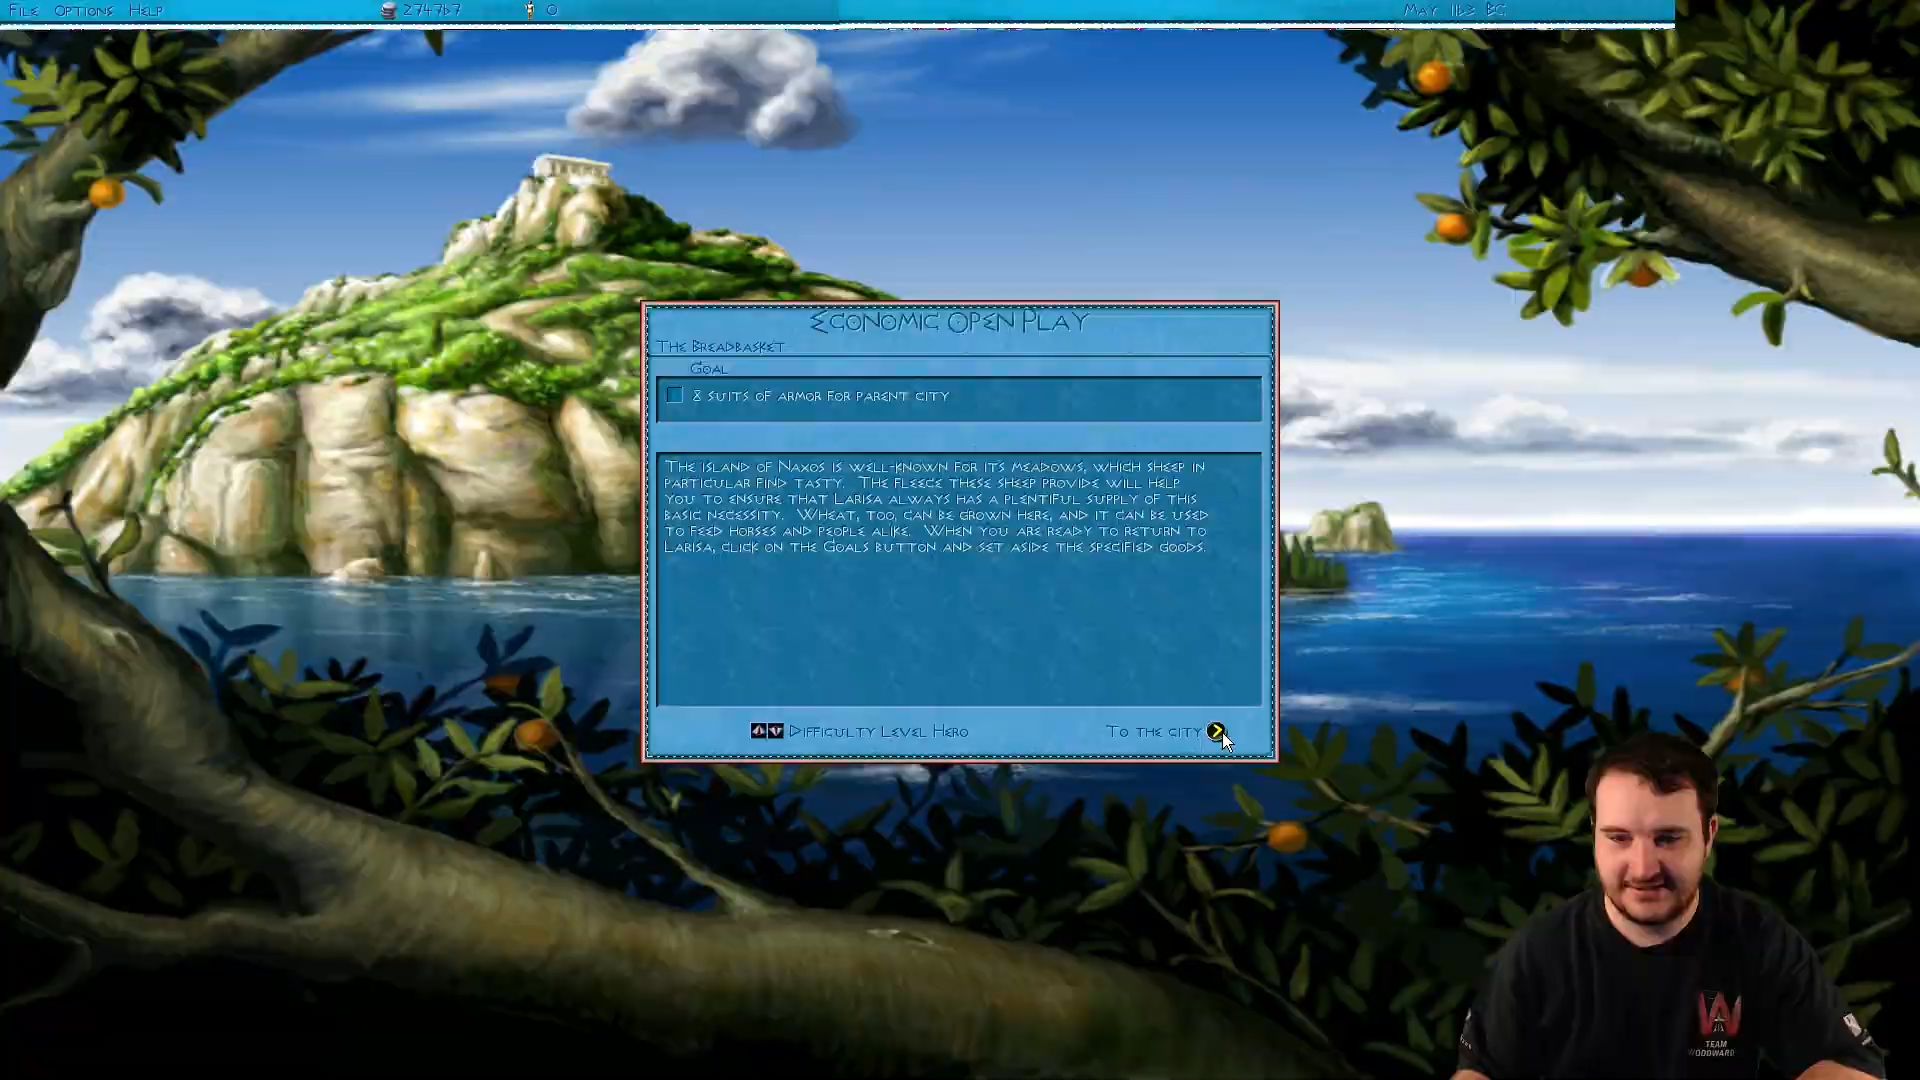 File Options Help 274767 0 May 1163 BC
Economic Open Play
The Breadbasket
Goal
8 suits of armor for parent city
The island of Naxos is well-known for its meadows, which sheep in
particular find tasty. The fleece these sheep provide will help
you to ensure that Larisa always has a plentiful supply of this
basic necessity. Wheat, too, can be grown here, and it can be used
to feed horses and people alike. When you are ready to return to
Larisa, click on the Goals button and set aside the specified goods.
Difficulty Level Hero To the city
TEAM
WOODWARD